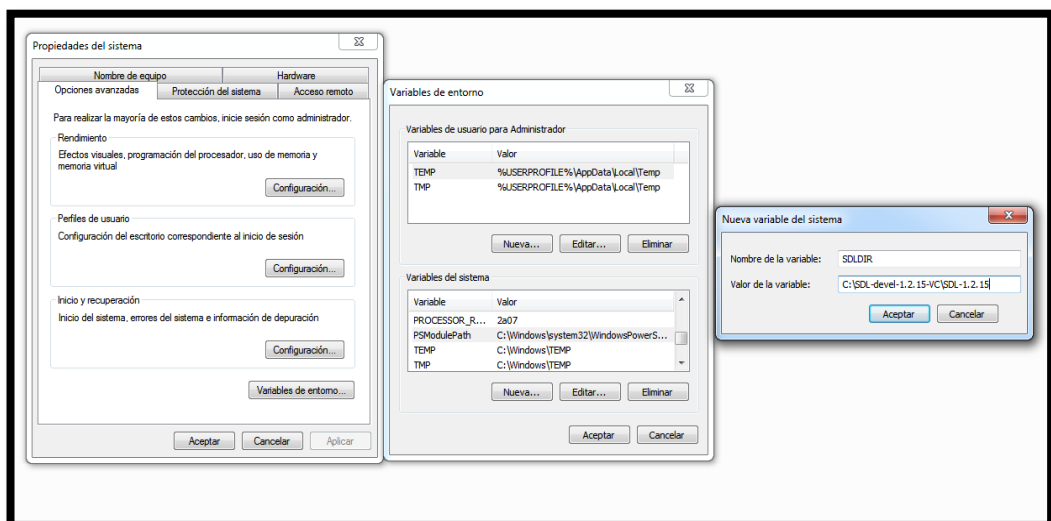 Propiedades del sistema
Nombre de equipo Hardware
Opciones avanzadas Protección del sistema Acceso remoto
Para realizar la mayoría de estos cambios, inicie sesión como administrador.
Rendimiento
Efectos visuales, programación del procesador, uso de memoria y
memoria virtual
Configuración...
Perfiles de usuario
Configuración del escritorio correspondiente al inicio de sesión
Configuración...
Inicio y recuperación
Inicio del sistema, errores del sistema e información de depuración
Configuración...
Variables de entorno...
Aceptar Cancelar Aplicar
Variables de entorno
Variables de usuario para Administrador
Variable Valor
TEMP %USERPROFILE%\AppData\Local\Temp
TMP %USERPROFILE%\AppData\Local\Temp
Nueva... Editar... Eliminar
Variables del sistema
Variable Valor
PROCESSOR_R... 2a07
PSModulePath C:\Windows\system32\WindowsPowerS...
TEMP C:\Windows\TEMP
TMP C:\Windows\TEMP
Nueva... Editar... Eliminar
Aceptar Cancelar
Nueva variable del sistema
Nombre de la variable: SDLDIR
Valor de la variable: C:\SDL-devel-1.2.15-VC\SDL-1.2.15
Aceptar Cancelar